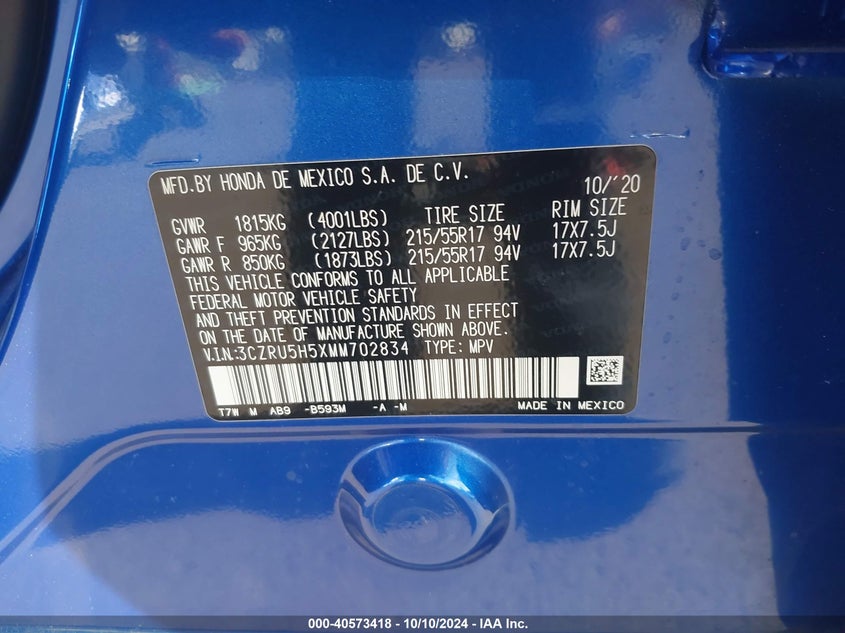 MFD.BY HONDA DE MEXICO S.A. DE C.V. 10/'20
GVWR 1815KG (4001LBS) TIRE SIZE RIM SIZE
GAWR F 965KG (2127LBS) 215/55R17 94V 17X7.5J
GAWR R 850KG (1873LBS) 215/55R17 94V 17X7.5J
THIS VEHICLE CONFORMS TO ALL APPLICABLE
FEDERAL MOTOR VEHICLE SAFETY
AND THEFT PREVENTION STANDARDS IN EFFECT
ON THE DATE OF MANUFACTURE SHOWN ABOVE.
V.IN:3CZRU5H5XMM702834 TYPE: MPV
T7W M AB9 -B593M -A -M MADE IN MEXICO
000-40573418 - 10/10/2024 - IAA Inc.